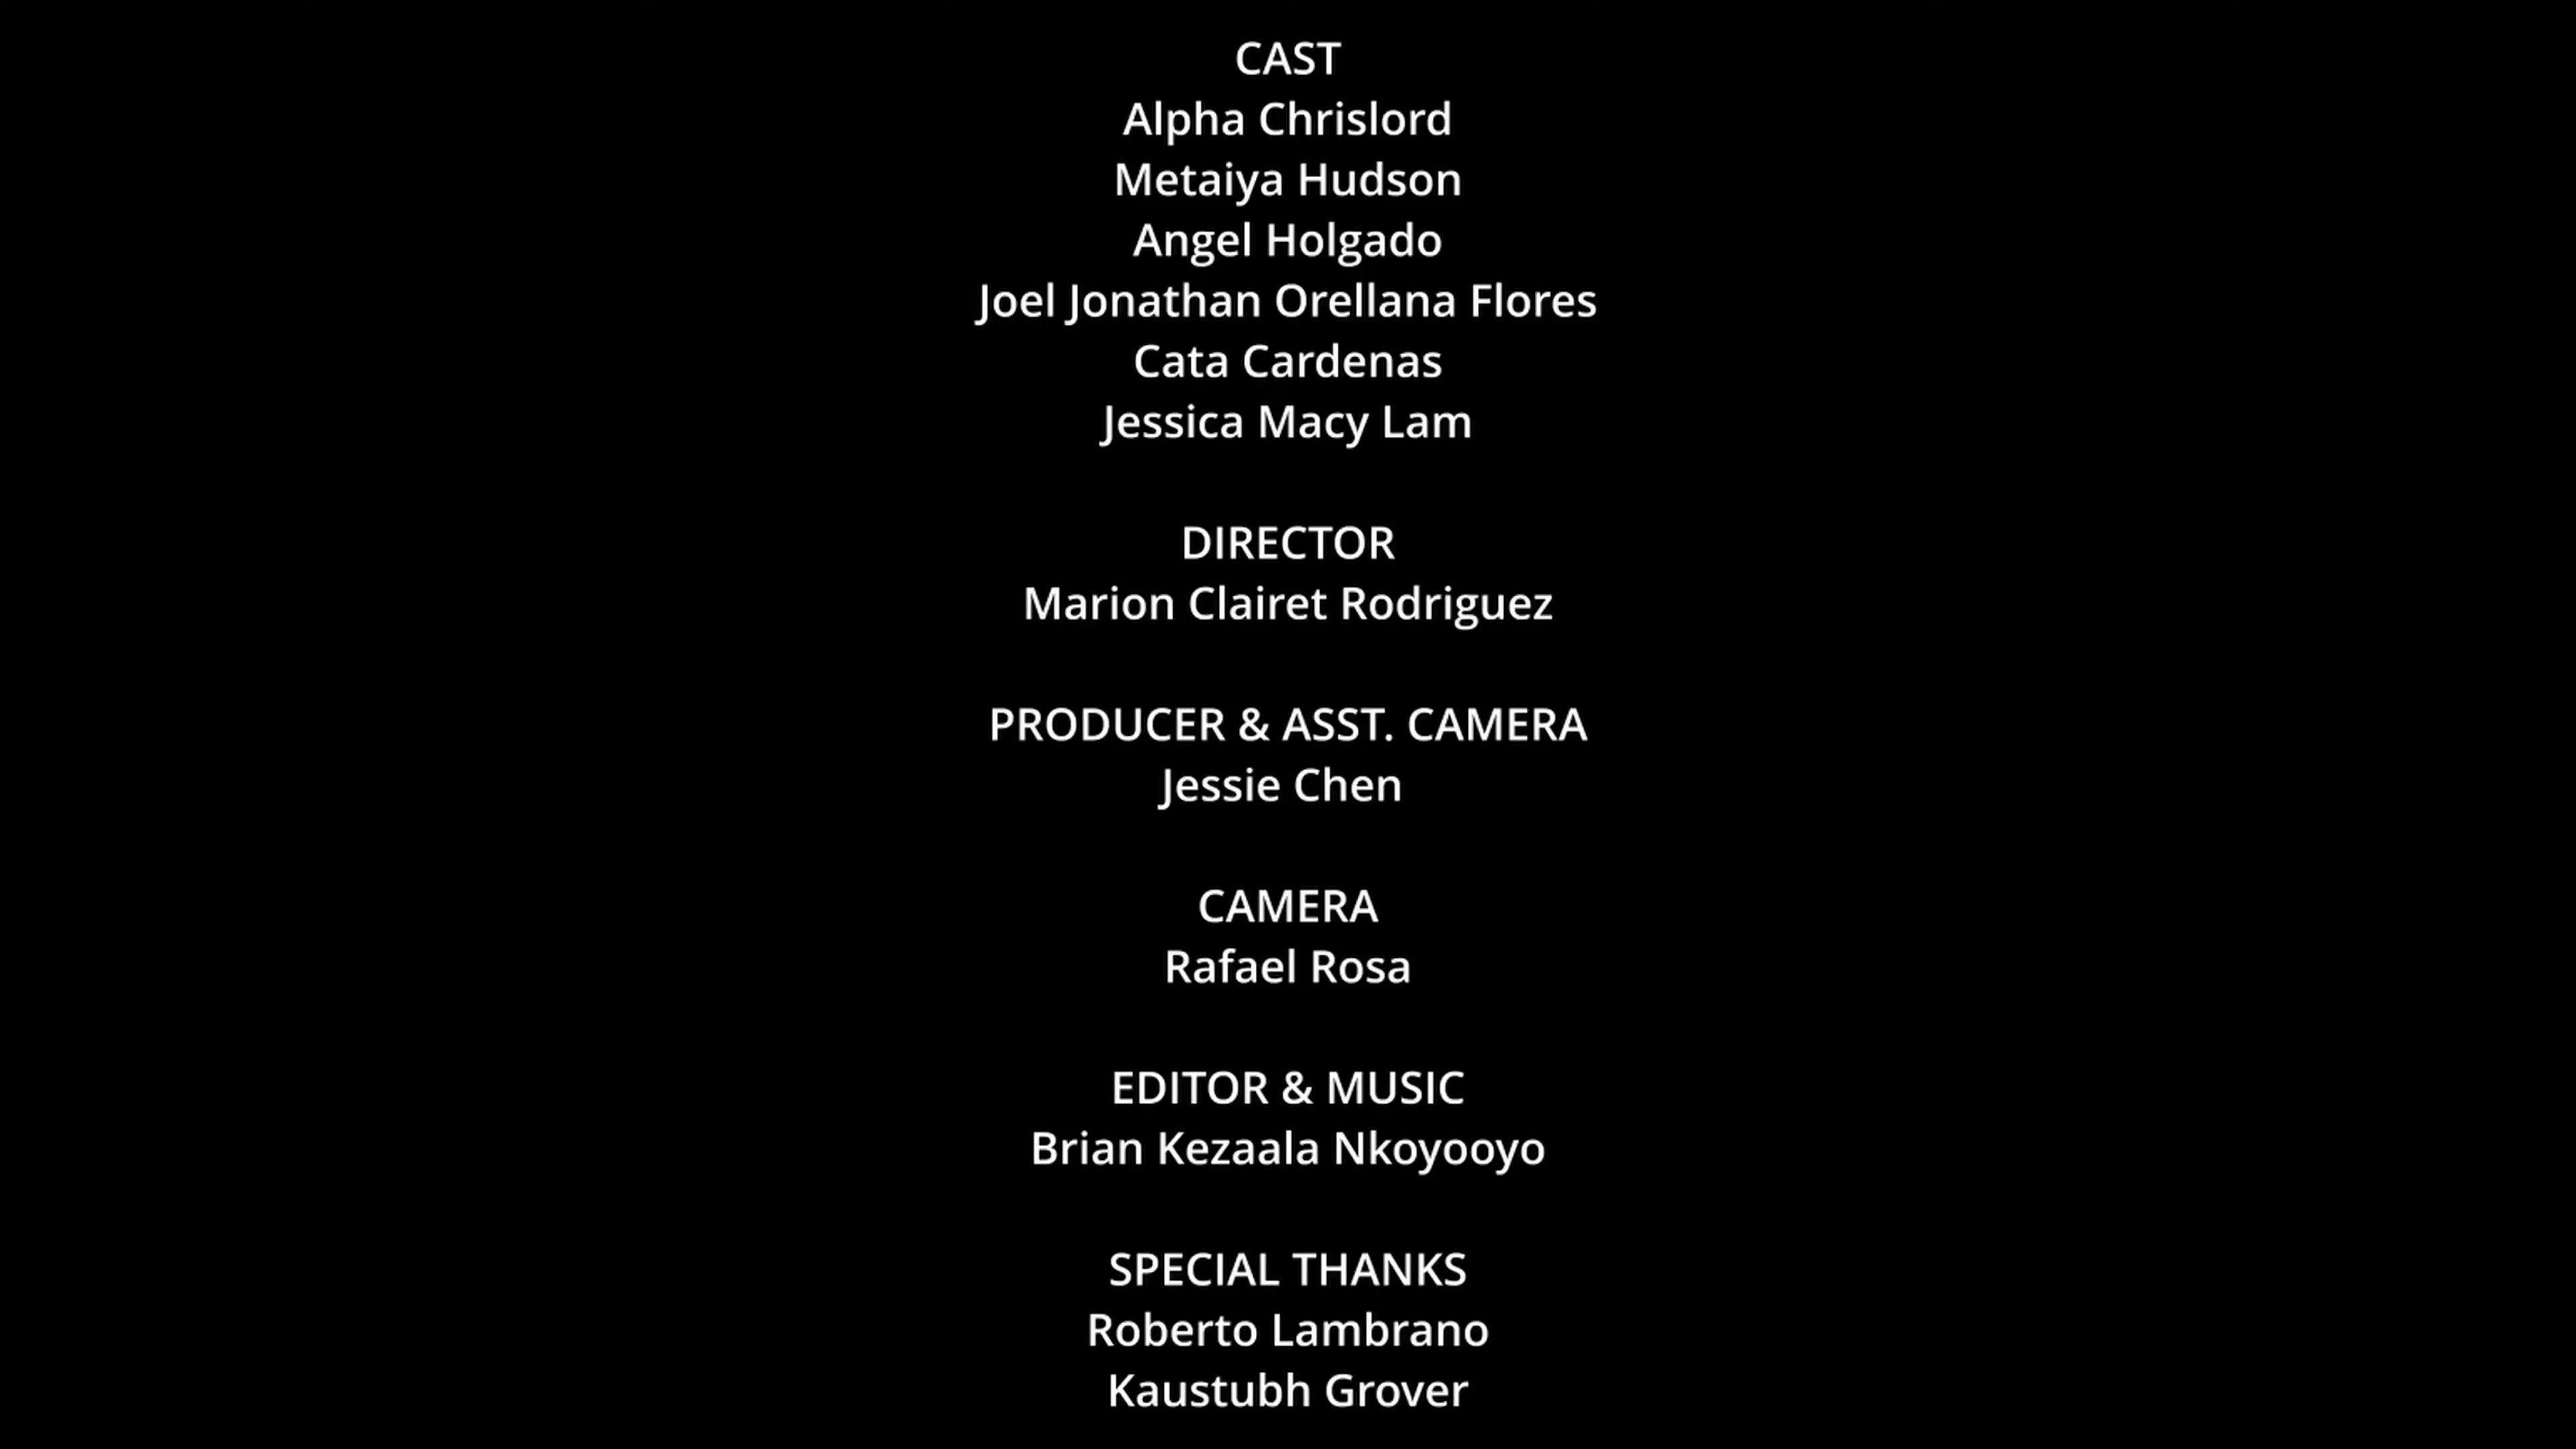 CAST
Alpha Chrislord
Metaiya Hudson
Angel Holgado
Joel Jonathan Orellana Flores
Cata Cardenas
Jessica Macy Lam
DIRECTOR
Marion Clairet Rodriguez
PRODUCER & ASST. CAMERA
Jessie Chen
CAMERA
Rafael Rosa
EDITOR & MUSIC
Brian Kezaala Nkoyooyo
SPECIAL THANKS
Roberto Lambrano
Kaustubh Grover